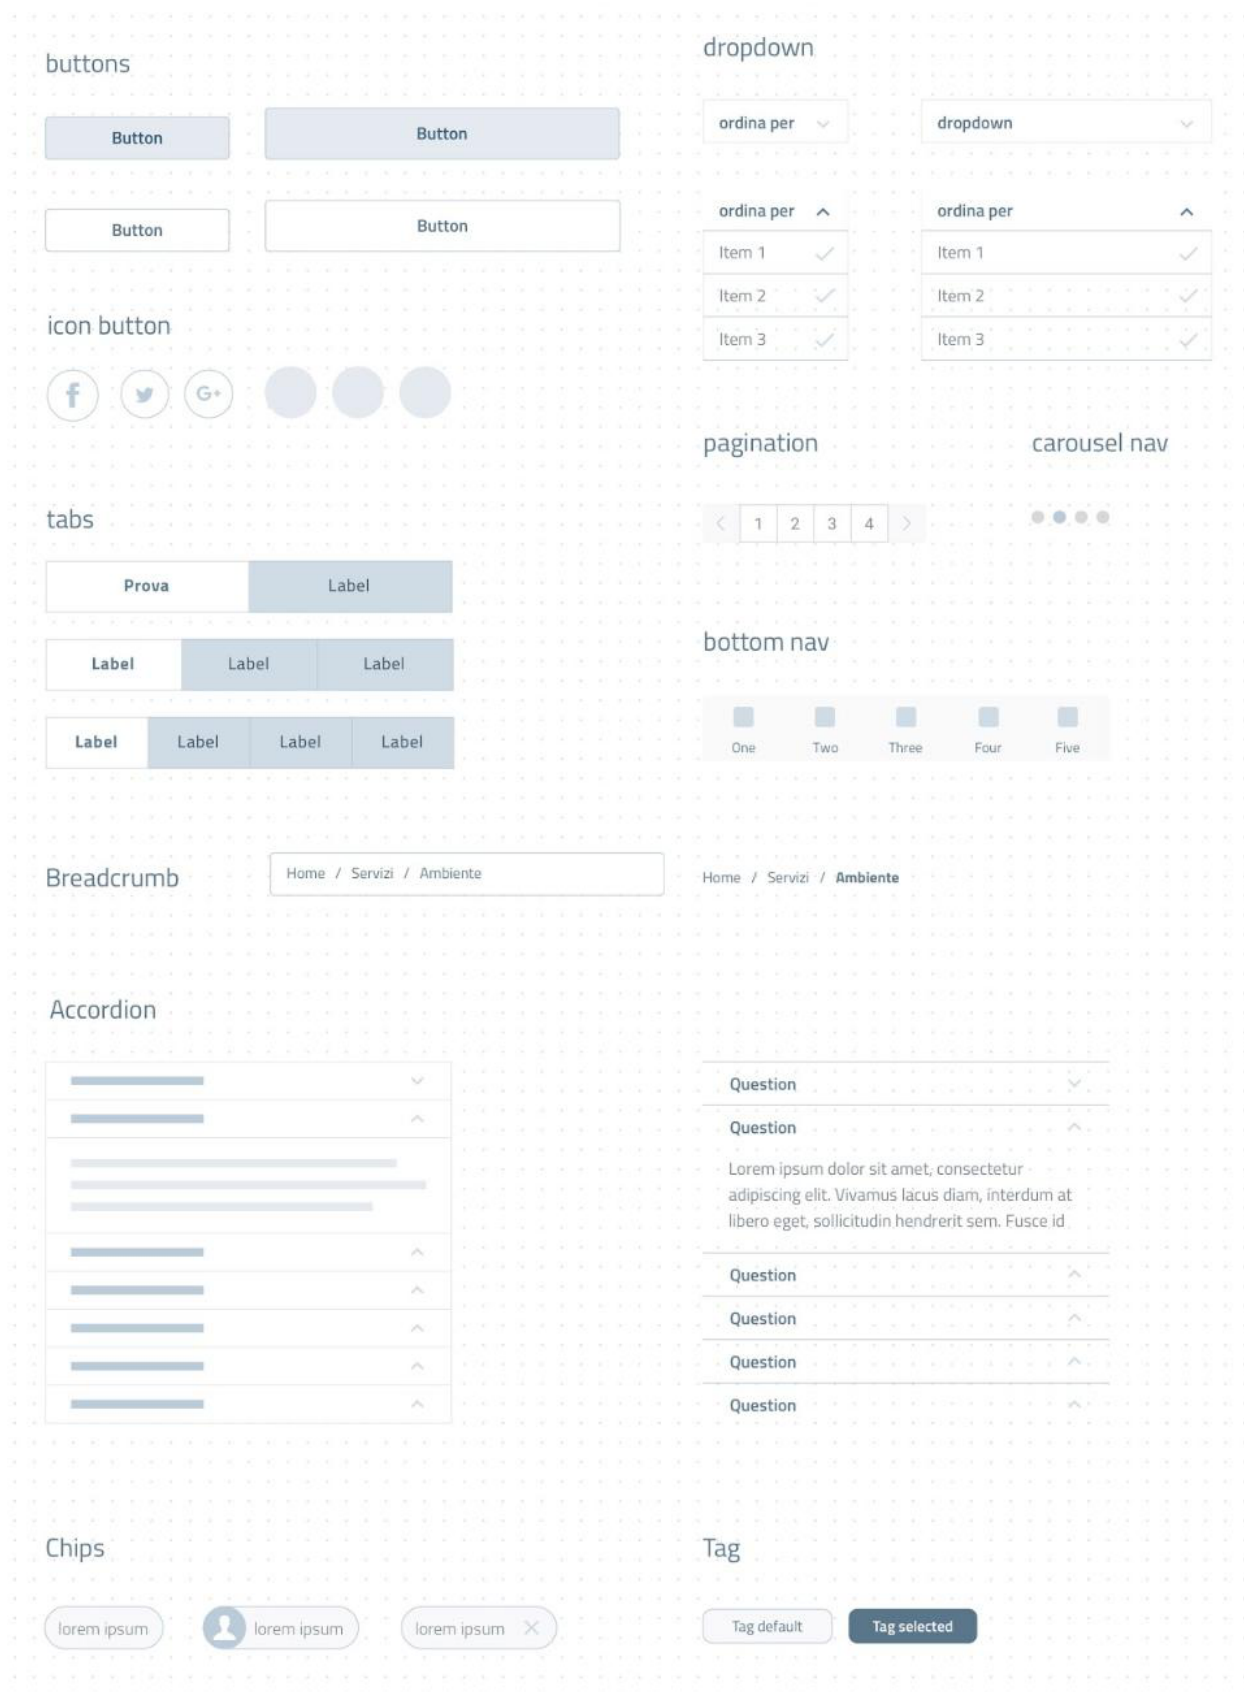 buttons
Button
Button
Button
Button
icon button
f
G+
tabs
Prova
Label
Label
Label
Label
Label
Label
Label
Label
dropdown
ordina per
dropdown
ordina per
Item 1
Item 2
Item 3
ordina per
Item 1
Item 2
Item 3
pagination
1 2 3 4
carousel nav
bottom nav
One Two Three Four Five
Breadcrumb
Home / Servizi / Ambiente
Home / Servizi / Ambiente
Accordion
Question
Question
Lorem ipsum dolor sit amet, consectetur
adipiscing elit. Vivamus lacus diam, interdum at
libero eget, sollicitudin hendrerit sem. Fusce id
Question
Question
Question
Question
Chips
lorem ipsum
lorem ipsum
lorem ipsum
Tag
Tag default
Tag selected